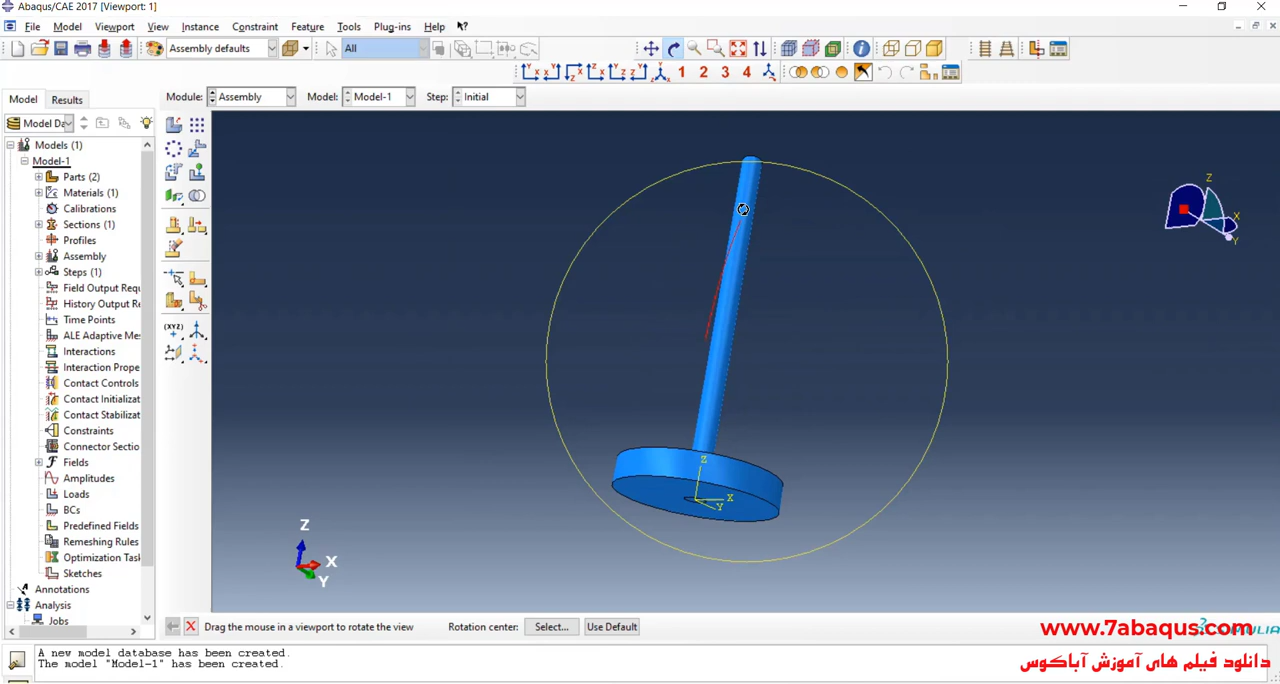 Abaqus/CAE 2017 [Viewport: 1]
File Model Viewport View Instance Constraint Feature Tools Plug-ins Help
Assembly defaults All
1 2 3 4
Model Results Module: Assembly Model: Model-1 Step: Initial
Model Da
Models (1)
Model-1
Parts (2)
Materials (1)
Calibrations
Sections (1)
Profiles
Assembly
Steps (1)
Field Output Requ
History Output Re
Time Points
ALE Adaptive Mes
Interactions
Interaction Prope
Contact Controls
Contact Initializat
Contact Stabilizat
Constraints
Connector Sectio
Fields
Amplitudes
Loads
BCs
Predefined Fields
Remeshing Rules
Optimization Task
Sketches
Annotations
Analysis
Jobs
(XYZ)
Z
X
Y
Z
X
Y
Z
X
Y
Drag the mouse in a viewport to rotate the view Rotation center: Select... Use Default
www.7abaqus.com
دانلود فیلم های آموزش آباکوس
A new model database has been created.
The model "Model-1" has been created.